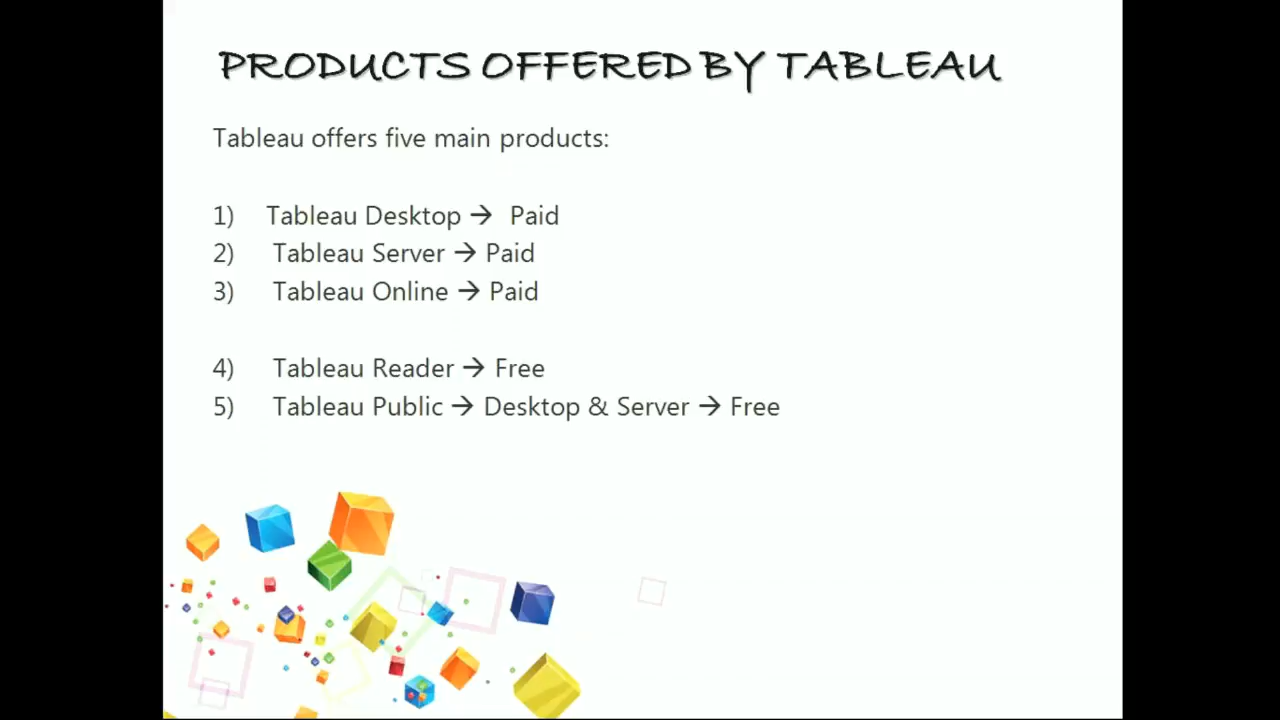 PRODUCTS OFFERED BY TABLEAU
Tableau offers five main products:
1) Tableau Desktop → Paid
2) Tableau Server → Paid
3) Tableau Online → Paid
4) Tableau Reader → Free
5) Tableau Public → Desktop & Server → Free